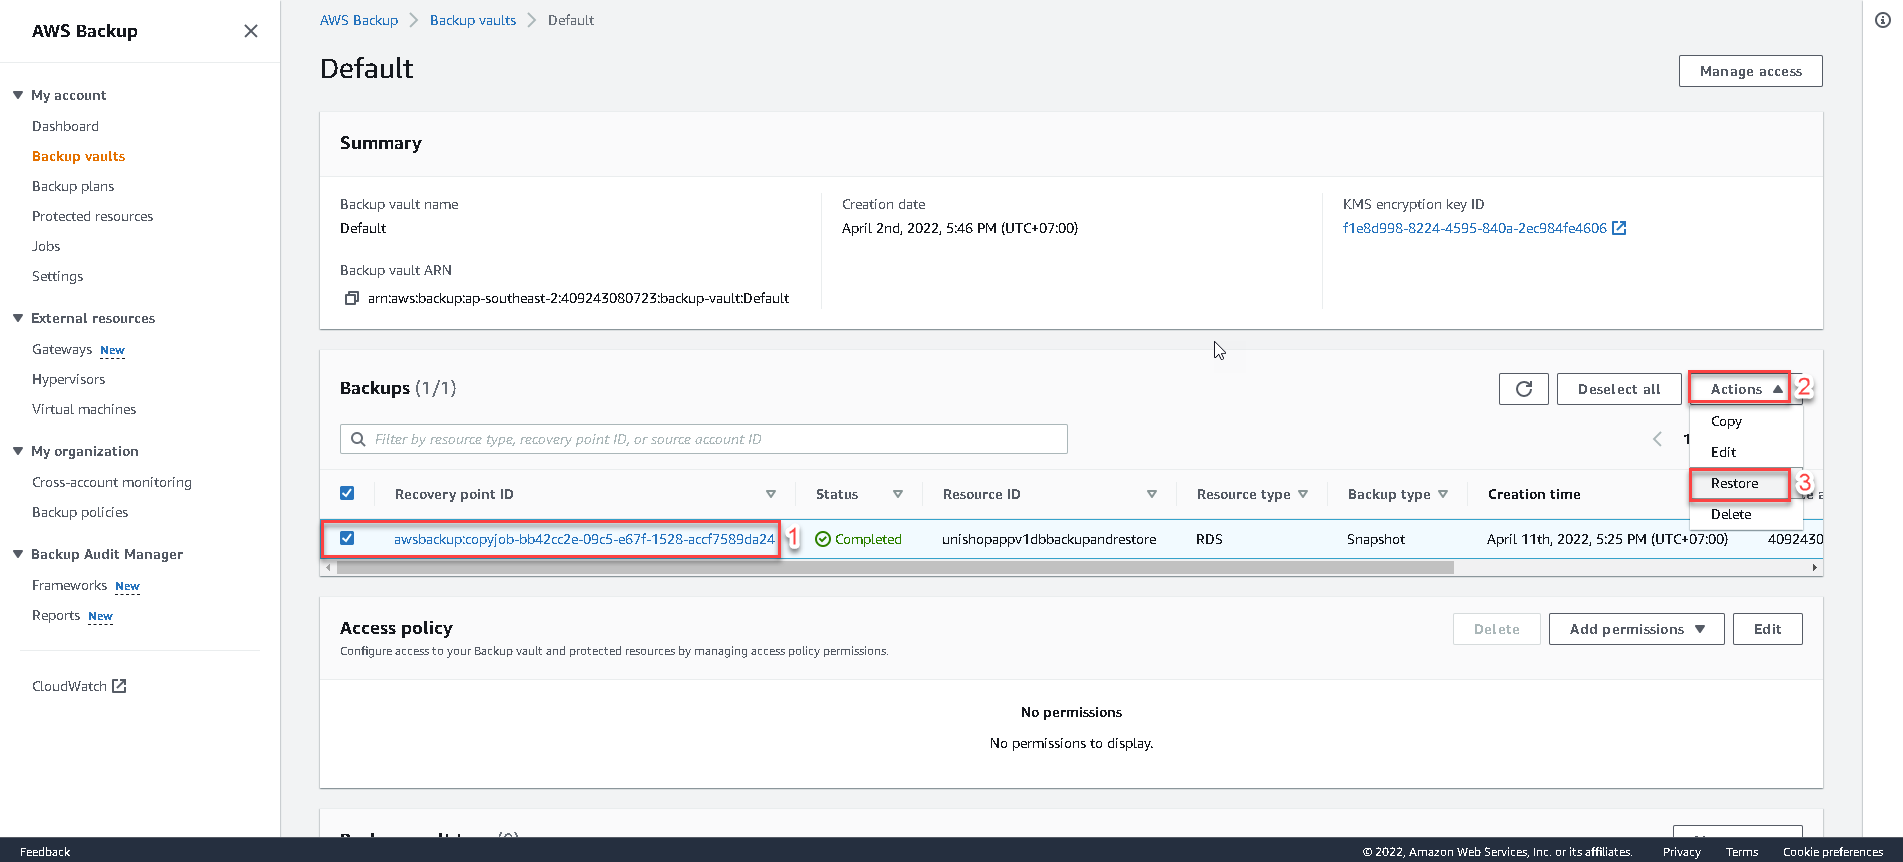 AWS Backup
My account
Dashboard
Backup vaults
Backup plans
Protected resources
Jobs
Settings
External resources
Gateways New
Hypervisors
Virtual machines
My organization
Cross-account monitoring
Backup policies
Backup Audit Manager
Frameworks New
Reports New
CloudWatch
AWS Backup > Backup vaults > Default
Default
Manage access
Summary
Backup vault name
Default
Backup vault ARN
arn:aws:backup:ap-southeast-2:409243080723:backup-vault:Default
Creation date
April 2nd, 2022, 5:46 PM (UTC+07:00)
KMS encryption key ID
f1e8d998-8224-4595-840a-2ec984fe4606
Backups (1/1)
Deselect all
Actions 2
Copy
Edit
Restore 3
Delete
Filter by resource type, recovery point ID, or source account ID
1
Recovery point ID Status Resource ID Resource type Backup type Creation time
awsbackup:copyjob-bb42cc2e-09c5-e67f-1528-accf7589da24 1 Completed unishopappv1dbbackupandrestore RDS Snapshot April 11th, 2022, 5:25 PM (UTC+07:00) 4092430
Access policy
Configure access to your Backup vault and protected resources by managing access policy permissions.
Delete
Add permissions
Edit
No permissions
No permissions to display.
Feedback
© 2022, Amazon Web Services, Inc. or its affiliates. Privacy Terms Cookie preferences